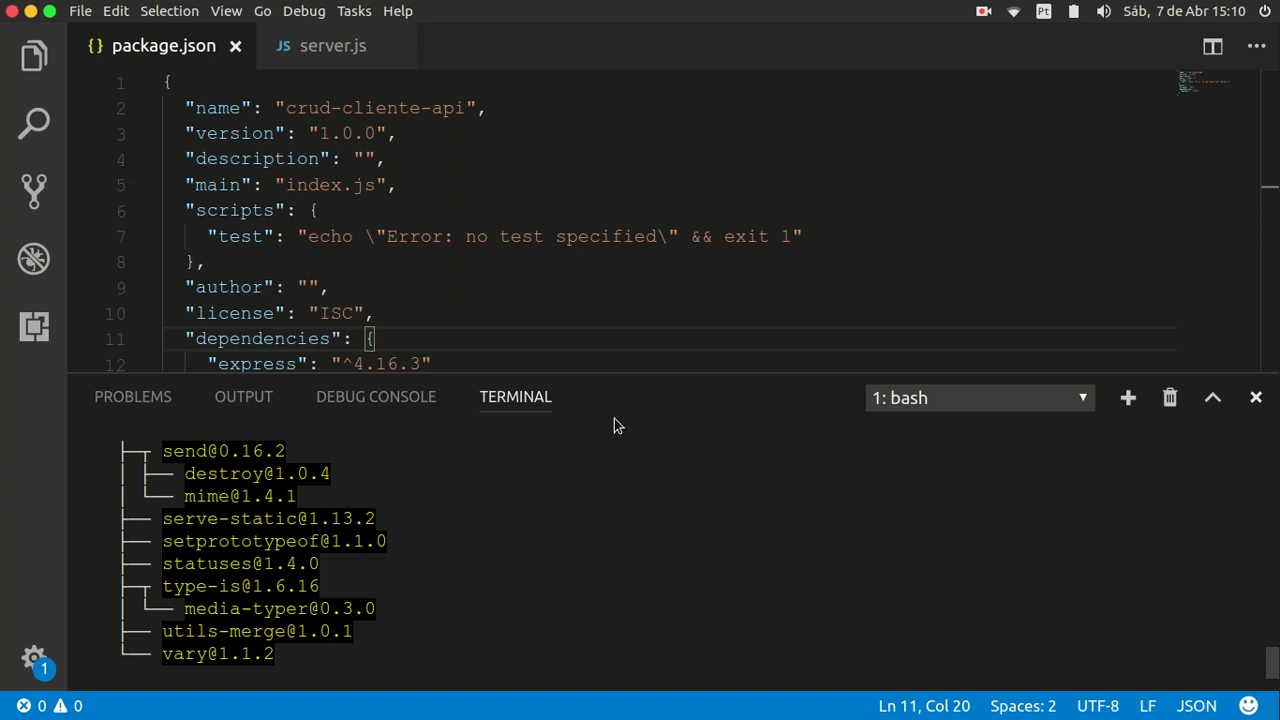 File Edit Selection View Go Debug Tasks Help Pt Sáb, 7 de Abr 15:10
{} package.json × JS server.js
1 {
2 "name": "crud-cliente-api",
3 "version": "1.0.0",
4 "description": "",
5 "main": "index.js",
6 "scripts": {
7 "test": "echo \"Error: no test specified\" && exit 1"
8 },
9 "author": "",
10 "license": "ISC",
11 "dependencies": {
12 "express": "^4.16.3"
PROBLEMS OUTPUT DEBUG CONSOLE TERMINAL 1: bash
├─┬ send@0.16.2
│ ├── destroy@1.0.4
│ └── mime@1.4.1
├── serve-static@1.13.2
├── setprototypeof@1.1.0
├── statuses@1.4.0
├─┬ type-is@1.6.16
│ └── media-typer@0.3.0
├── utils-merge@1.0.1
└── vary@1.1.2
1
0 0 Ln 11, Col 20 Spaces: 2 UTF-8 LF JSON